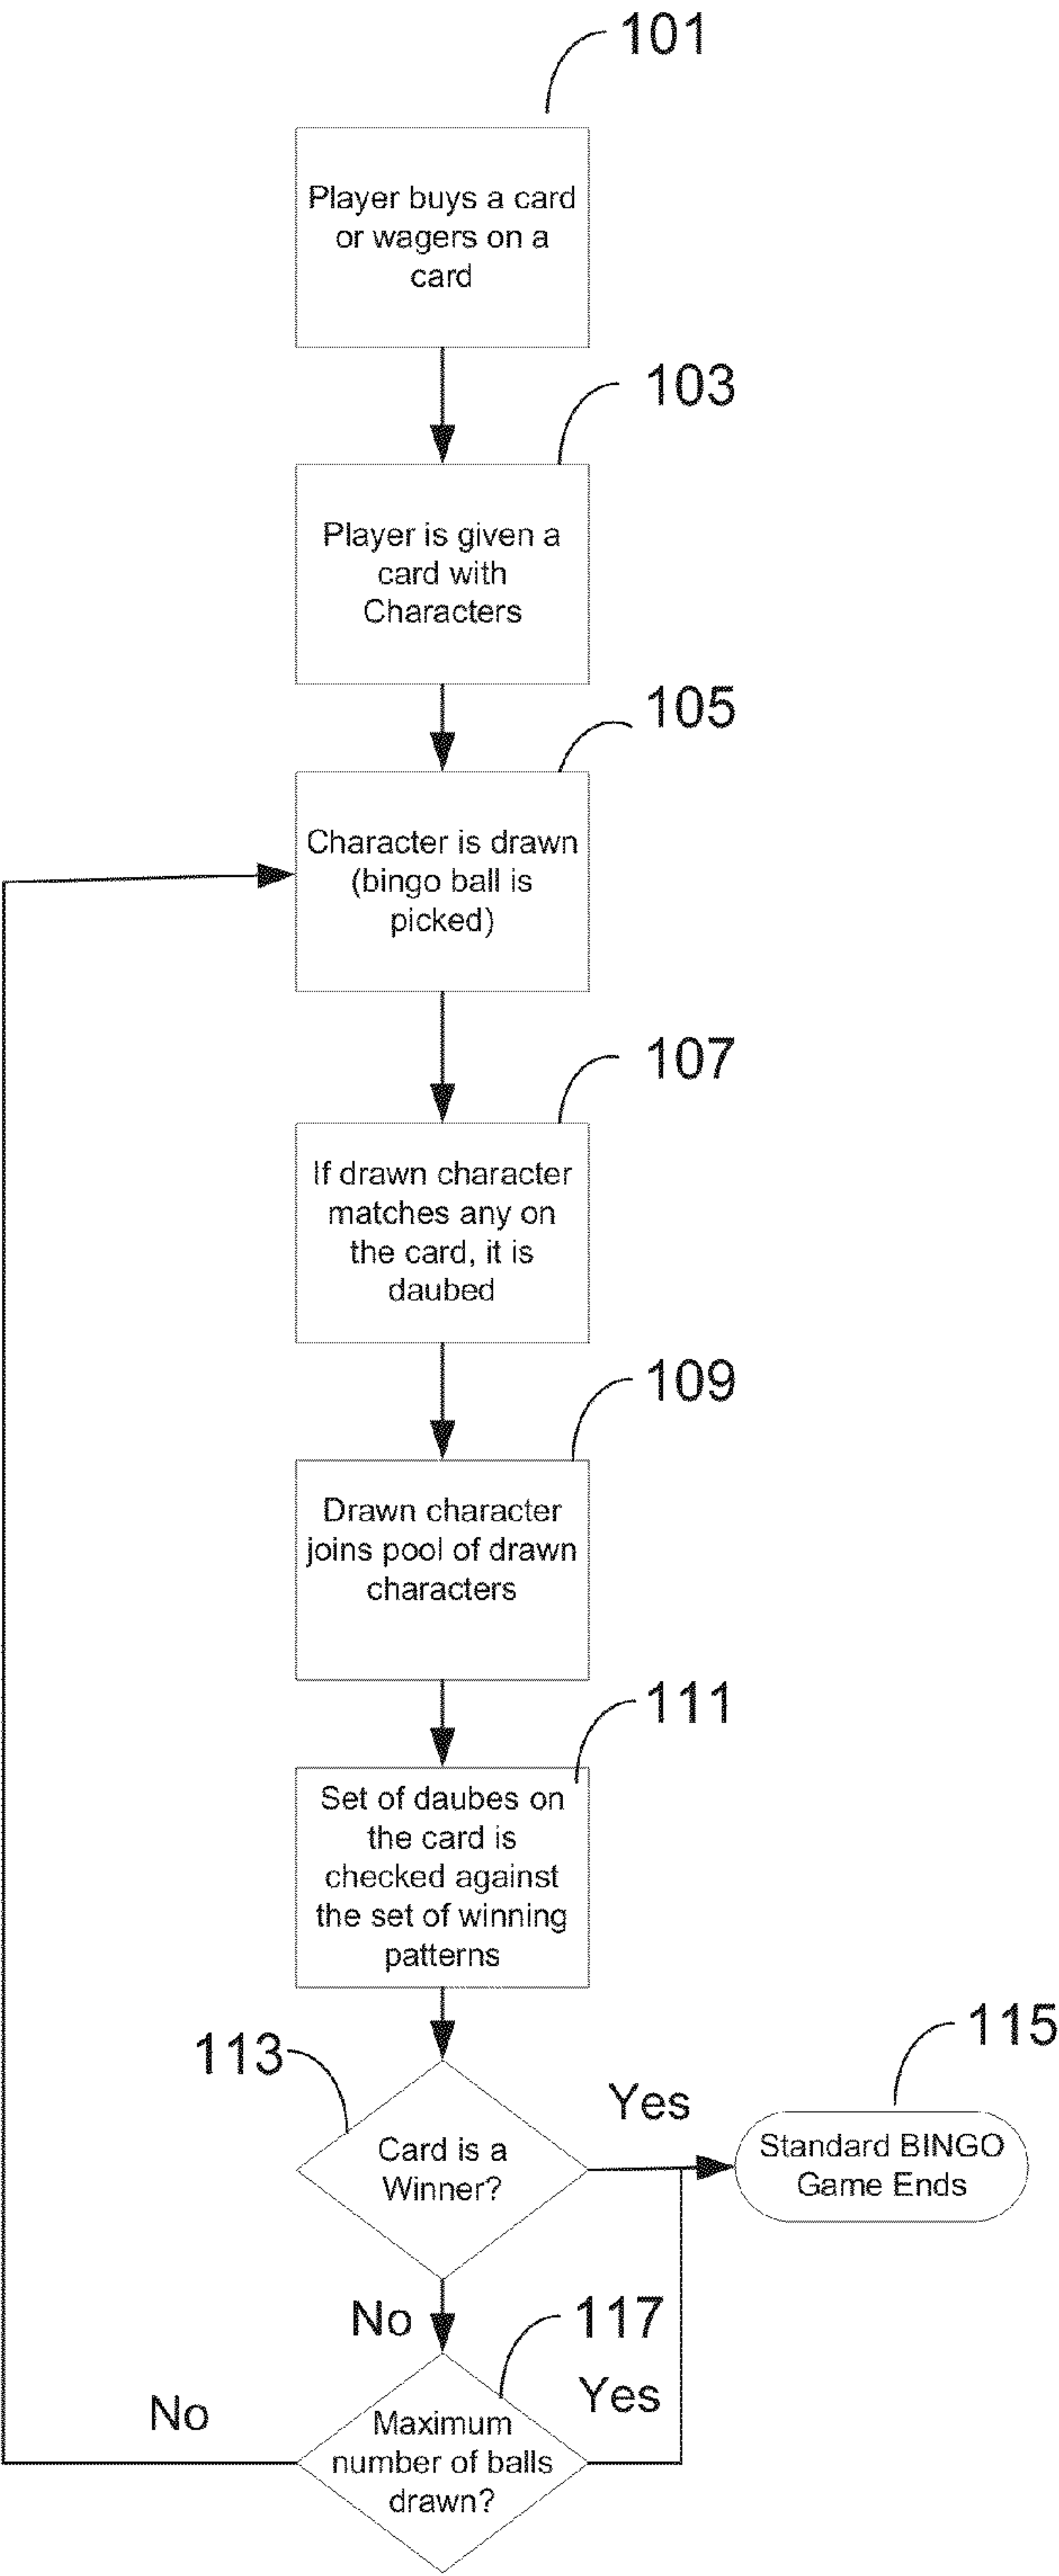 101
Player buys a card
or wagers on a
card
103
Player is given a
card with
Characters
105
Character is drawn
(bingo ball is
picked)
107
If drawn character
matches any on
the card, it is
daubed
109
Drawn character
joins pool of drawn
characters
111
Set of daubes on
the card is
checked against
the set of winning
patterns
113
Card is a
Winner?
Yes
115
Standard BINGO
Game Ends
No
117
Yes
No
Maximum
number of balls
drawn?